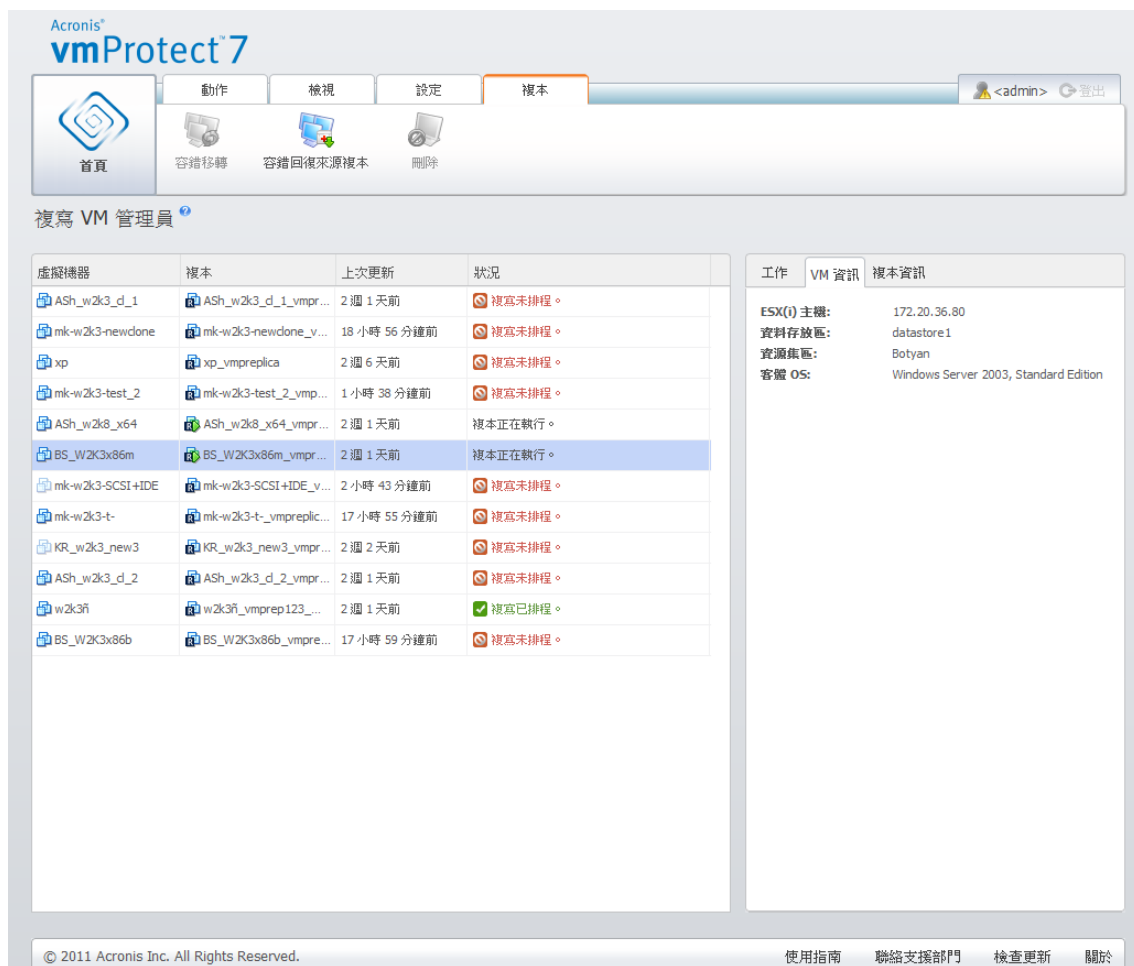 Acronis®
vmProtect™ 7
動作 檢視 設定 複本 <admin> 登出
首頁 容錯移轉 容錯回復來源複本 刪除
複寫 VM 管理員 ?
虛擬機器 複本 上次更新 狀況
ASh_w2k3_cl_1 ASh_w2k3_cl_1_vmpr... 2 週 1 天前 複寫未排程。
mk-w2k3-newclone mk-w2k3-newclone_v... 18 小時 56 分鐘前 複寫未排程。
xp xp_vmpreplica 2 週 6 天前 複寫未排程。
mk-w2k3-test_2 mk-w2k3-test_2_vmp... 1 小時 38 分鐘前 複寫未排程。
ASh_w2k8_x64 ASh_w2k8_x64_vmpr... 2 週 1 天前 複本正在執行。
BS_W2K3x86m BS_W2K3x86m_vmpr... 2 週 1 天前 複本正在執行。
mk-w2k3-SCSI+IDE mk-w2k3-SCSI+IDE_v... 2 小時 43 分鐘前 複寫未排程。
mk-w2k3-t- mk-w2k3-t-_vmpreplic... 17 小時 55 分鐘前 複寫未排程。
KR_w2k3_new3 KR_w2k3_new3_vmpr... 2 週 2 天前 複寫未排程。
ASh_w2k3_cl_2 ASh_w2k3_cl_2_vmpr... 2 週 1 天前 複寫未排程。
w2k3ñ w2k3ñ_vmprep123_... 2 週 1 天前 複寫已排程。
BS_W2K3x86b BS_W2K3x86b_vmpre... 17 小時 59 分鐘前 複寫未排程。
工作 VM 資訊 複本資訊
ESX(i) 主機: 172.20.36.80
資料存放區: datastore1
資源集區: Botyan
客體 OS: Windows Server 2003, Standard Edition
© 2011 Acronis Inc. All Rights Reserved. 使用指南 聯絡支援部門 檢查更新 關於